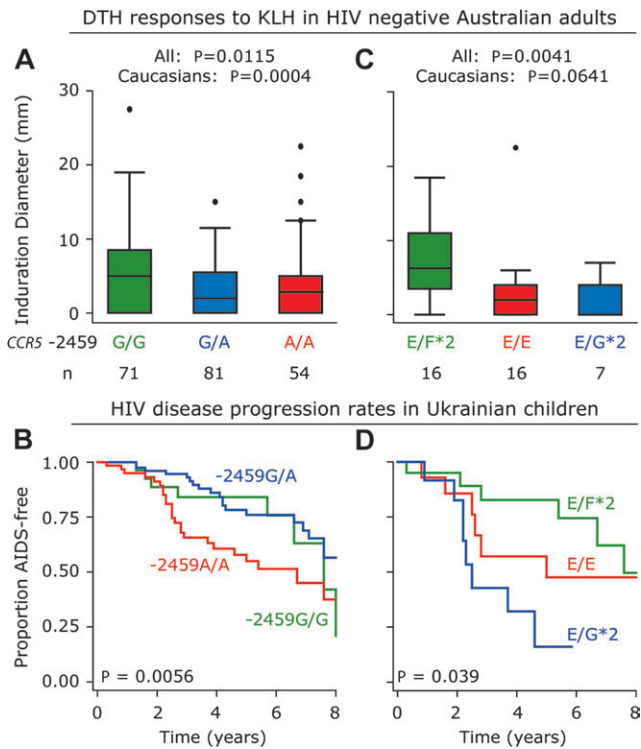 DTH responses to KLH in HIV negative Australian adults
A
All: P=0.0115
Caucasians: P=0.0004
C
All: P=0.0041
Caucasians: P=0.0641
Induration Diameter (mm)
30
20
10
0
CCR5 -2459 G/G G/A A/A
E/F*2 E/E E/G*2
n 71 81 54
16 16 7
HIV disease progression rates in Ukrainian children
B
Proportion AIDS-free
1.00
0.75
0.50
0.25
0.00
-2459G/A
-2459A/A
-2459G/G
P = 0.0056
0 2 4 6 8
Time (years)
D
E/F*2
E/E
E/G*2
P = 0.039
0 2 4 6 8
Time (years)